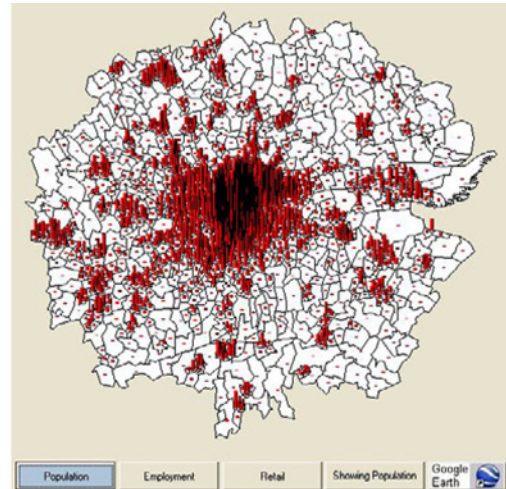 Population
Employment
Retail
Showing Population
Google
Earth